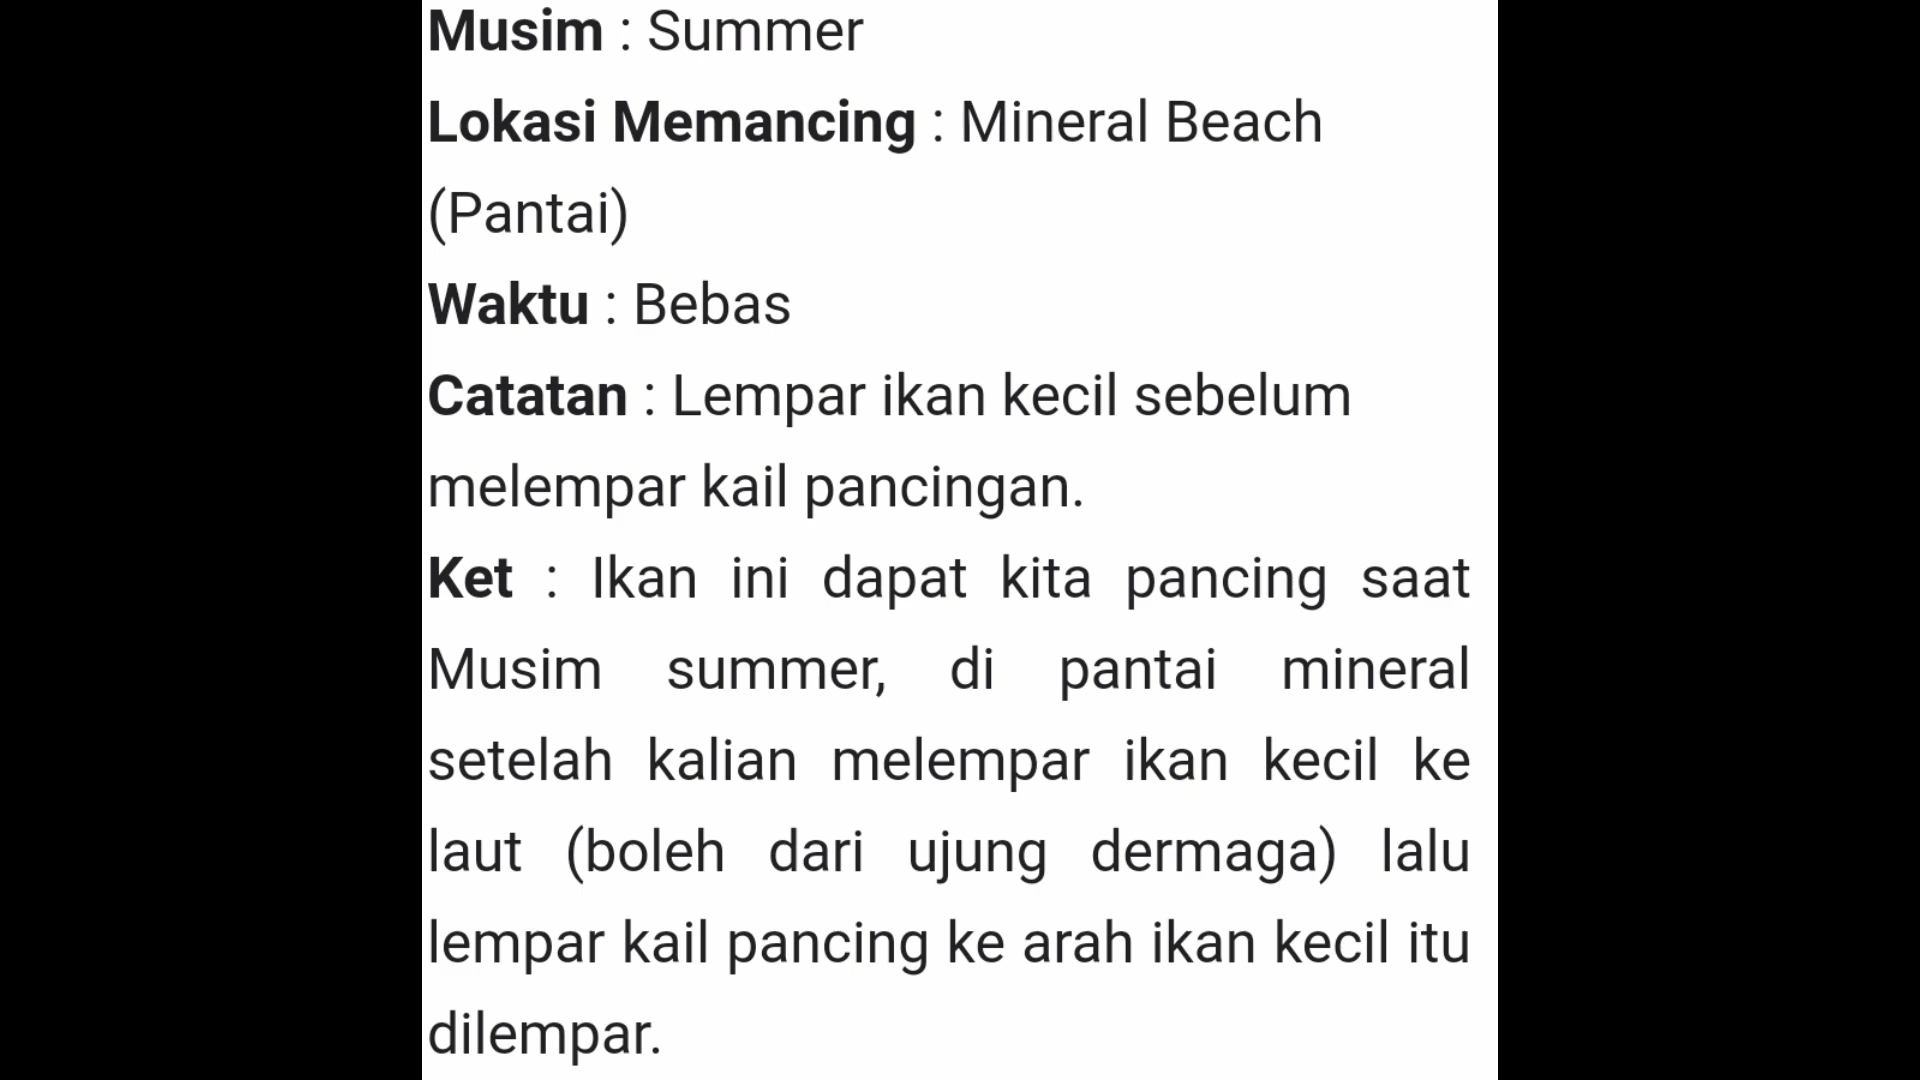 Musim : Summer
Lokasi Memancing : Mineral Beach
(Pantai)
Waktu : Bebas
Catatan : Lempar ikan kecil sebelum
melempar kail pancingan.
Ket : Ikan ini dapat kita pancing saat
Musim summer, di pantai mineral
setelah kalian melempar ikan kecil ke
laut (boleh dari ujung dermaga) lalu
lempar kail pancing ke arah ikan kecil itu
dilempar.